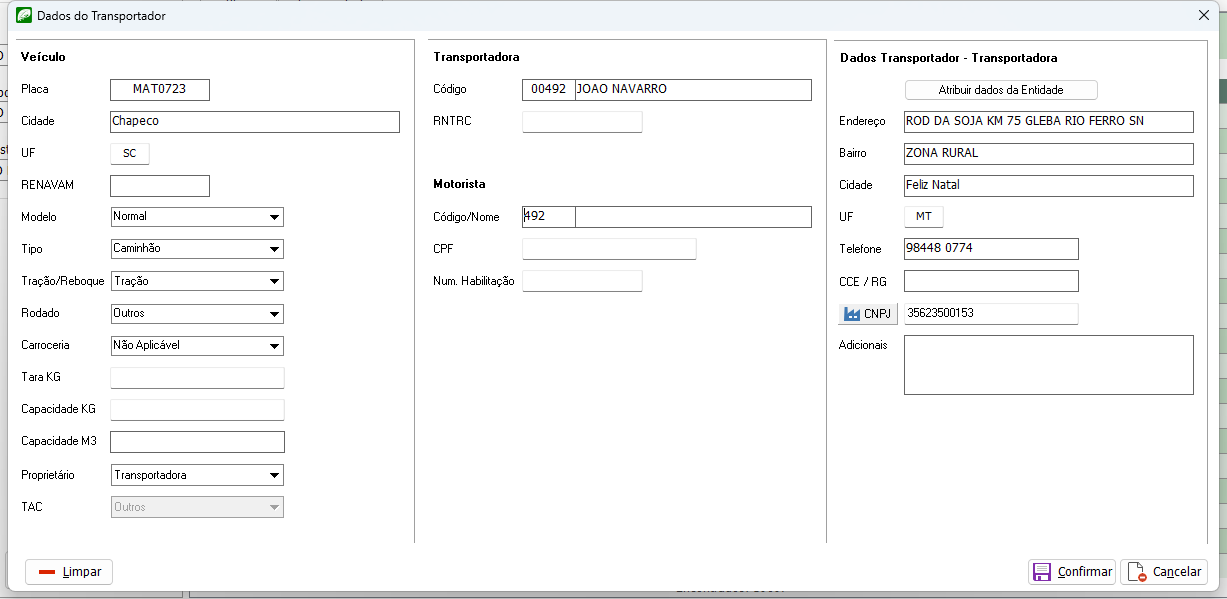 Dados do Transportador
Veículo
Placa MAT0723
Cidade Chapeco
UF SC
RENAVAM
Modelo Normal
Tipo Caminhão
Tração/Reboque Tração
Rodado Outros
Carroceria Não Aplicável
Tara KG
Capacidade KG
Capacidade M3
Proprietário Transportadora
TAC Outros
Transportadora
Código 00492 JOAO NAVARRO
RNTRC
Motorista
Código/Nome 492
CPF
Num. Habilitação
Dados Transportador - Transportadora
Atribuir dados da Entidade
Endereço ROD DA SOJA KM 75 GLEBA RIO FERRO SN
Bairro ZONA RURAL
Cidade Feliz Natal
UF MT
Telefone 98448 0774
CCE / RG
CNPJ 35623500153
Adicionais
Limpar
Confirmar
Cancelar